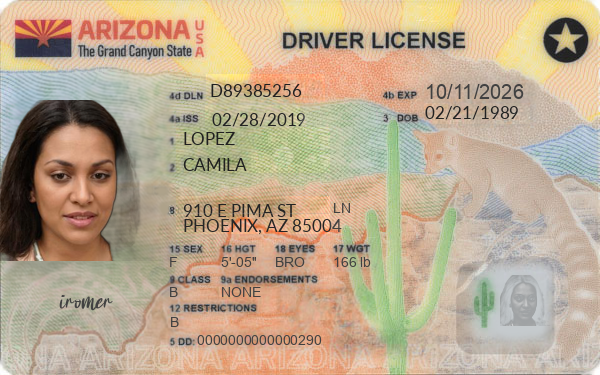 ARIZONA USA
The Grand Canyon State
DRIVER LICENSE
4d DLN D89385256 4b EXP 10/11/2026
4a ISS 02/28/2019 3 DOB 02/21/1989
1 LOPEZ
2 CAMILA
8 910 E PIMA ST LN
PHOENIX, AZ 85004
15 SEX 16 HGT 18 EYES 17 WGT
F 5'-05" BRO 166 lb
9 CLASS 9a ENDORSEMENTS
B NONE
12 RESTRICTIONS
B
iromer
5 DD: 0000000000000290
ARIZONA ARIZONA ARIZONA ARIZONA